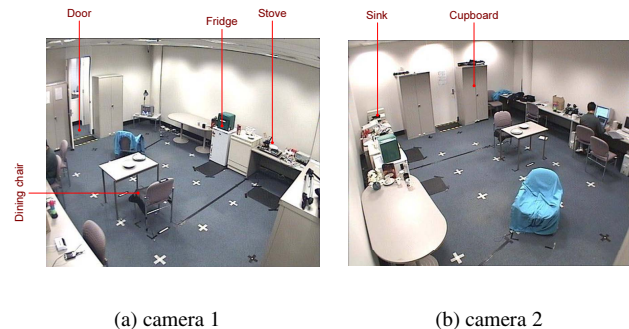 Door
Fridge
Stove
Dining chair
Sink
Cupboard
(a) camera 1
(b) camera 2